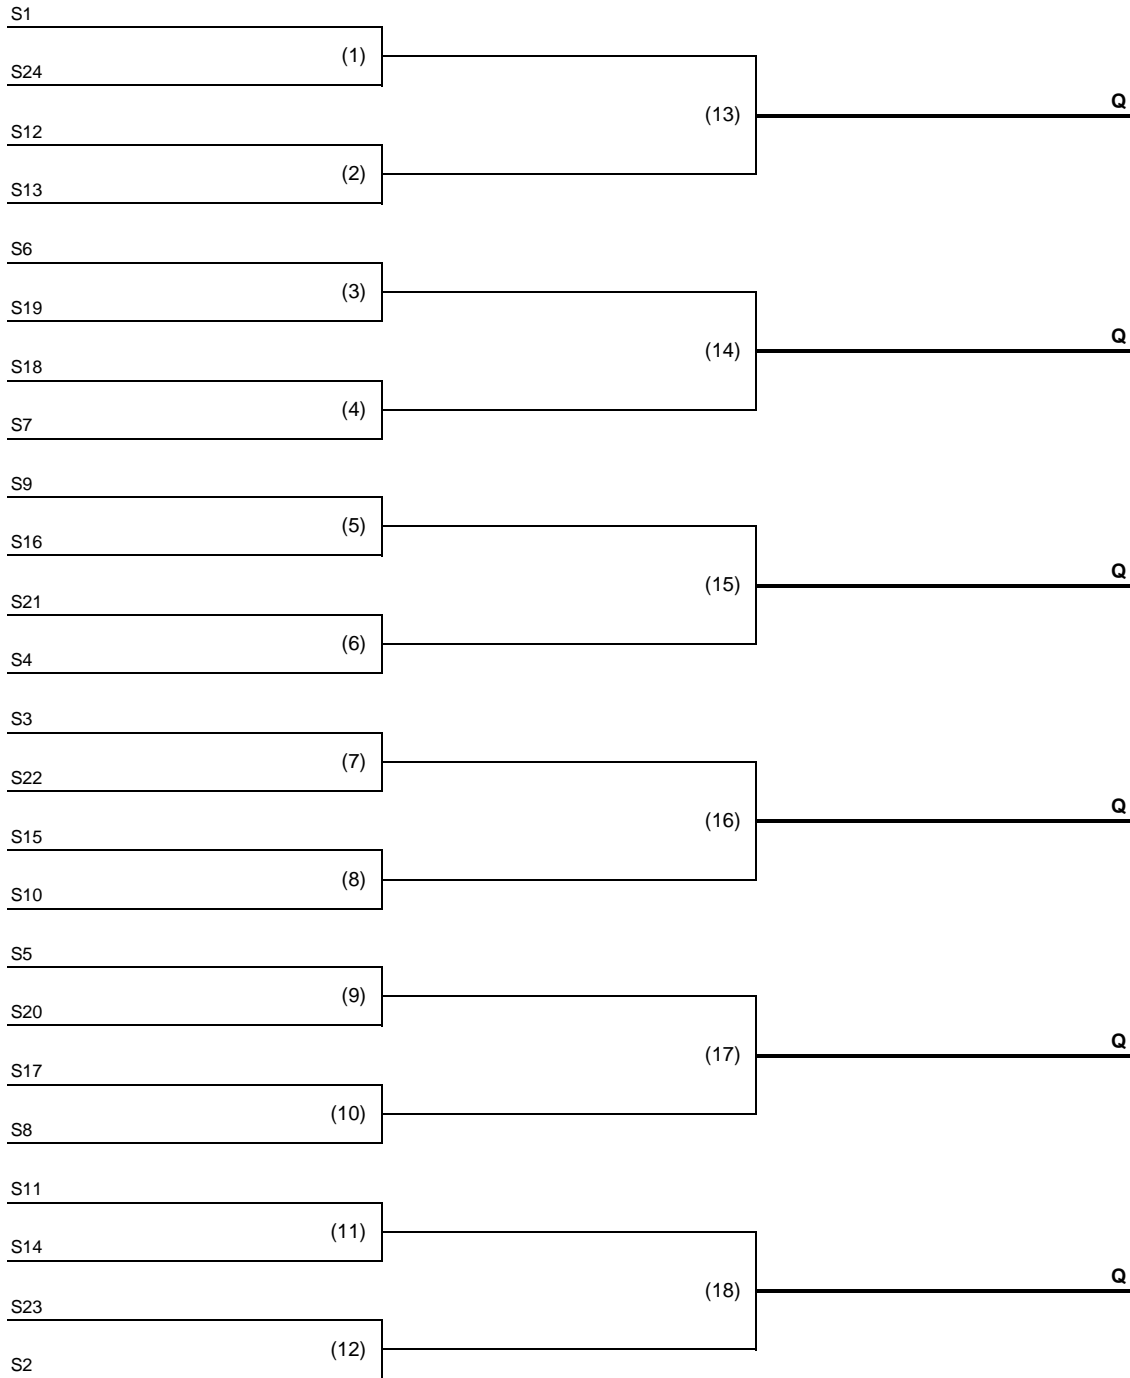 S1
(1)
S24
Q
(13)
S12
(2)
S13
S6
(3)
S19
Q
(14)
S18
(4)
S7
S9
(5)
S16
Q
(15)
S21
(6)
S4
S3
(7)
S22
Q
(16)
S15
(8)
S10
S5
(9)
S20
Q
(17)
S17
(10)
S8
S11
(11)
S14
Q
(18)
S23
(12)
S2